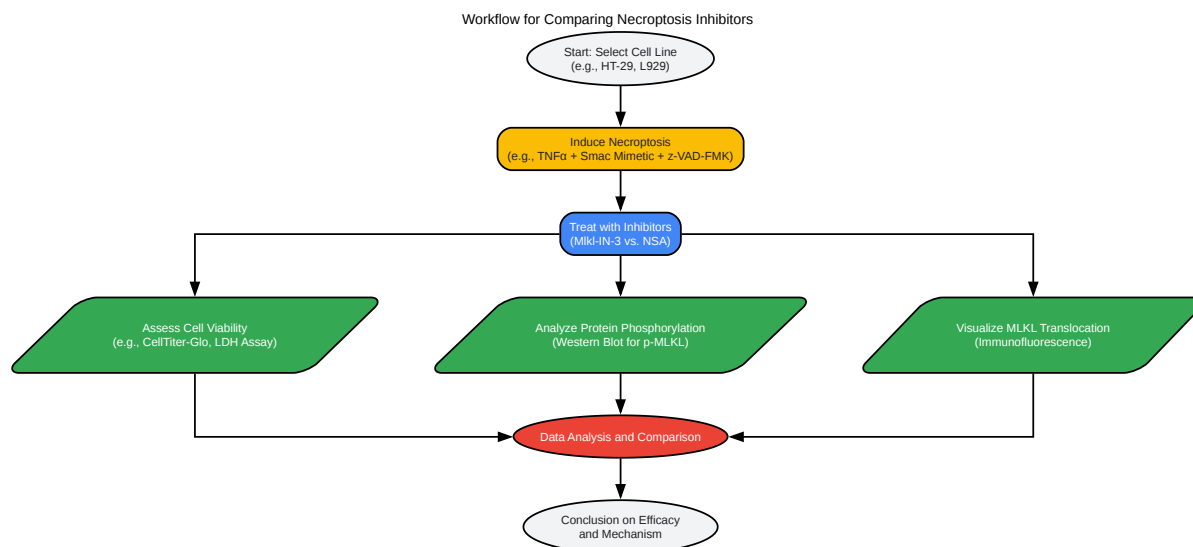 Workflow for Comparing Necroptosis Inhibitors
Start: Select Cell Line
(e.g., HT-29, L929)
Induce Necroptosis
(e.g., TNFα + Smac Mimetic + z-VAD-FMK)
Treat with Inhibitors
(Mlkl-IN-3 vs. NSA)
Assess Cell Viability
(e.g., CellTiter-Glo, LDH Assay)
Analyze Protein Phosphorylation
(Western Blot for p-MLKL)
Visualize MLKL Translocation
(Immunofluorescence)
Data Analysis and Comparison
Conclusion on Efficacy
and Mechanism